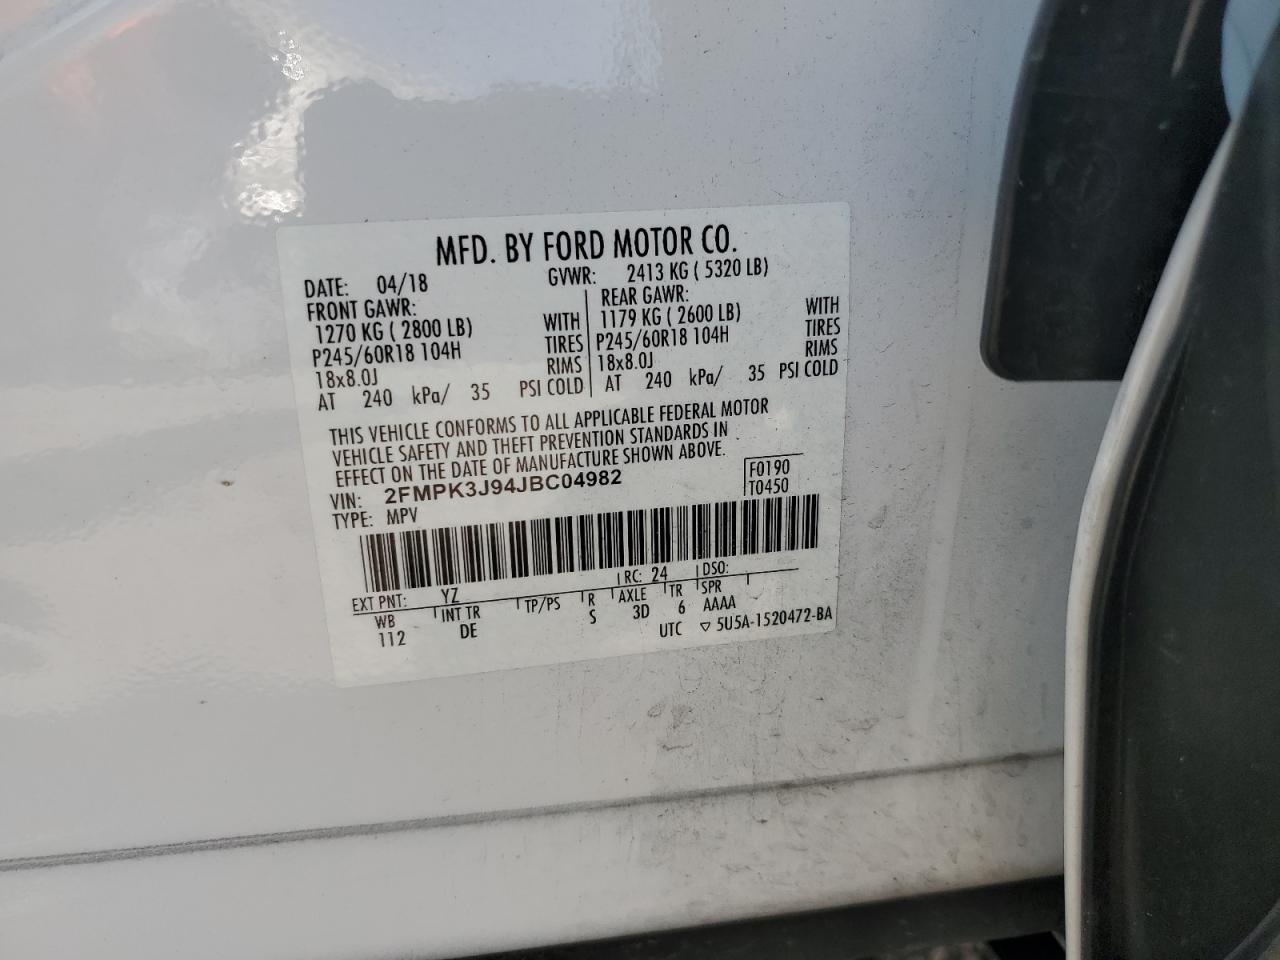 MFD. BY FORD MOTOR CO.
DATE: 04/18 GVWR: 2413 KG ( 5320 LB)
FRONT GAWR: REAR GAWR:
1270 KG ( 2800 LB) WITH 1179 KG ( 2600 LB) WITH
P245/60R18 104H TIRES P245/60R18 104H TIRES
18x8.0J RIMS 18x8.0J RIMS
AT 240 kPa/ 35 PSI COLD AT 240 kPa/ 35 PSI COLD
THIS VEHICLE CONFORMS TO ALL APPLICABLE FEDERAL MOTOR
VEHICLE SAFETY AND THEFT PREVENTION STANDARDS IN
EFFECT ON THE DATE OF MANUFACTURE SHOWN ABOVE.
VIN: 2FMPK3J94JBC04982 F0190
TYPE: MPV T0450
EXT PNT: YZ RC: 24 DSO:
WB INT TR TP/PS R AXLE TR SPR
112 DE S 3D 6 AAAA
UTC ▽ 5U5A-1520472-BA